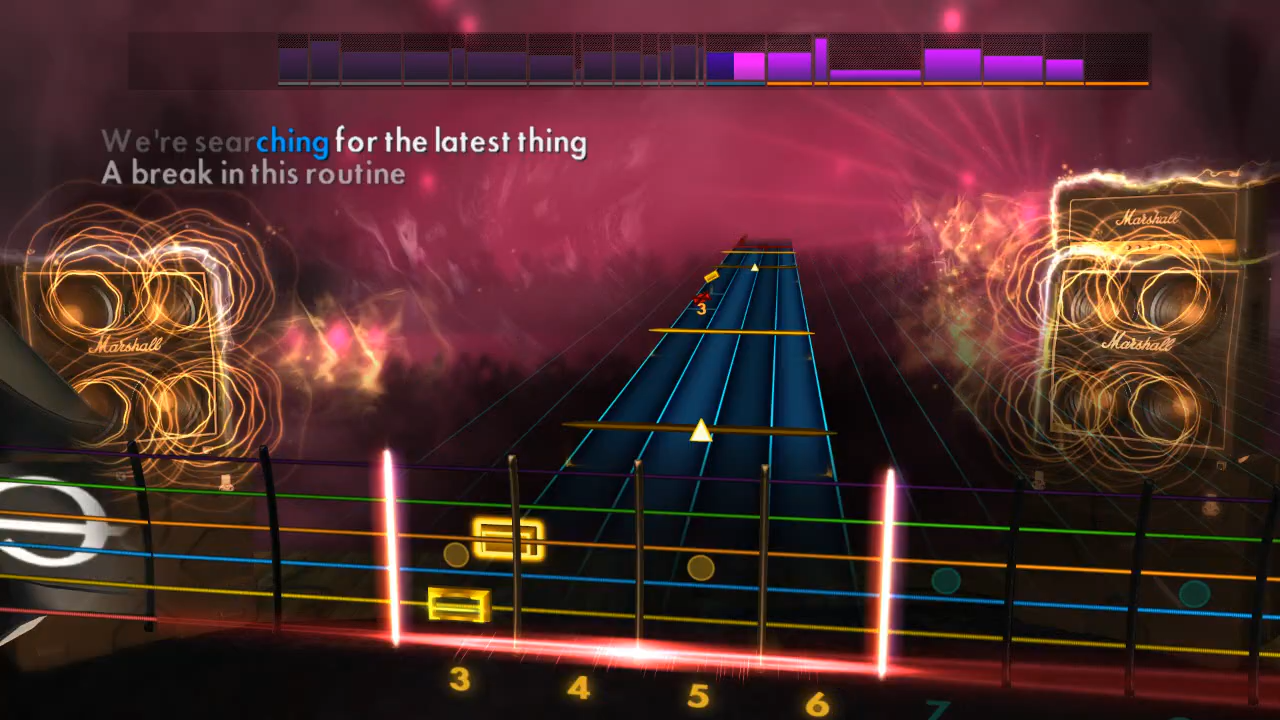 We're searching for the latest thing
A break in this routine
Marshall
Marshall
Marshall
3
3
4
5
6
7